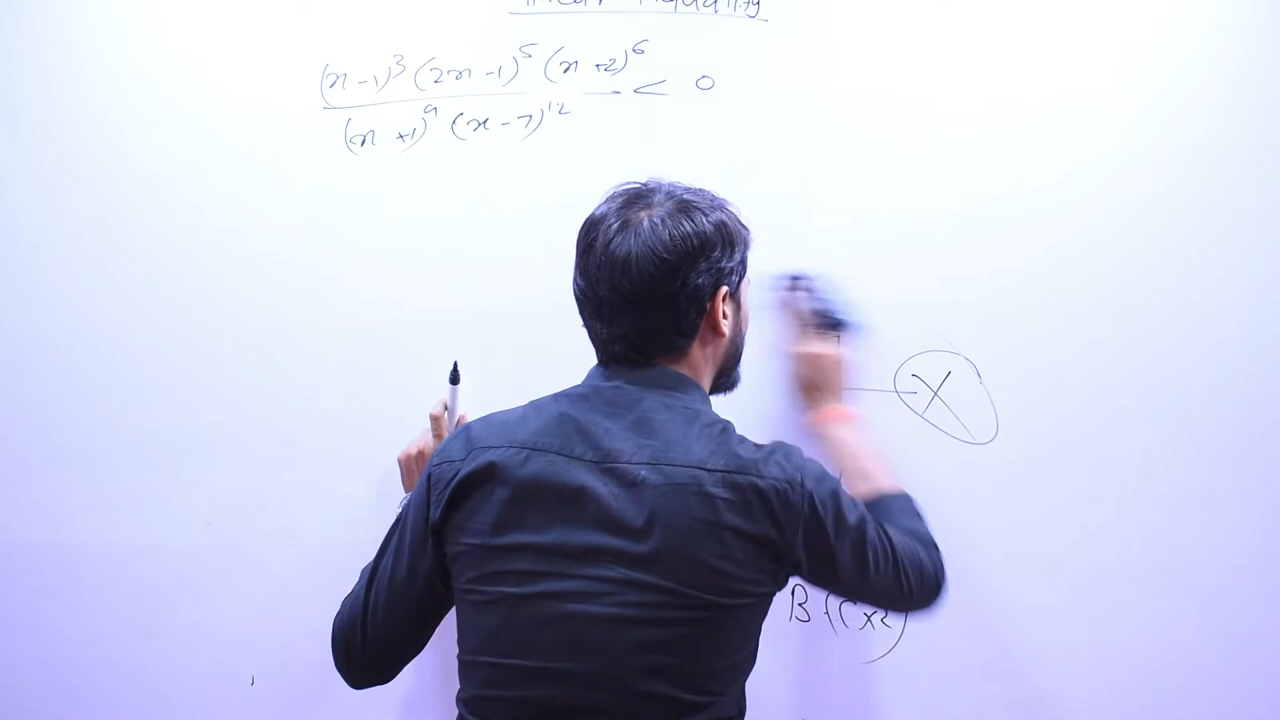 linear Inequality
(x-1)^3 (2x-1)^5 (x+2)^6 < 0
(x+1)^9 (x-7)^12
X
B